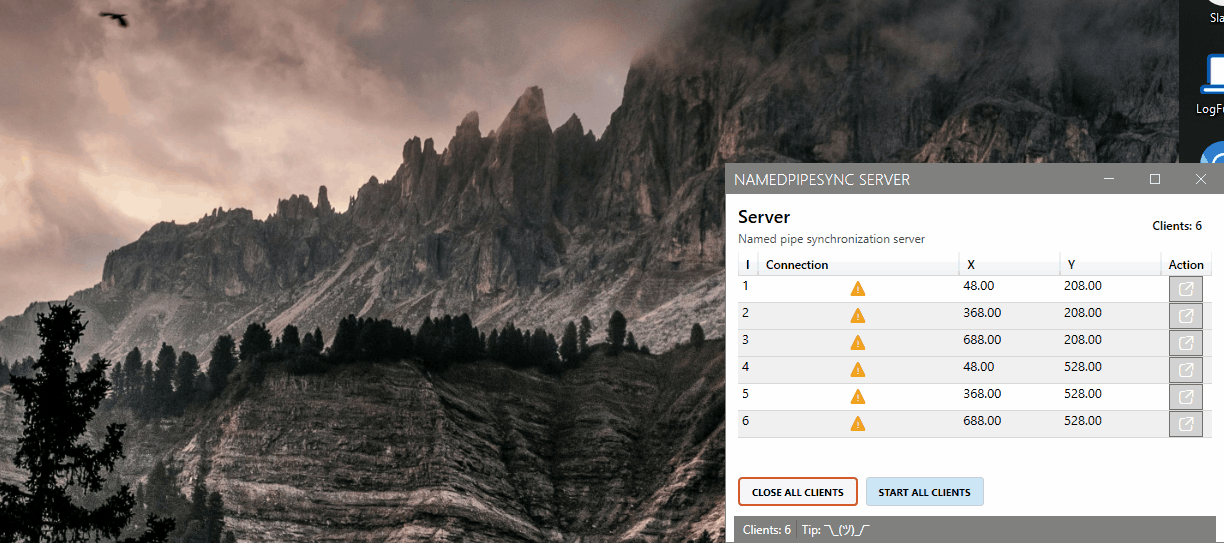 Sla
LogFu
NAMEDPIPESYNC SERVER
Server
Clients: 6
Named pipe synchronization server
I Connection X Y Action
1 48.00 208.00
2 368.00 208.00
3 688.00 208.00
4 48.00 528.00
5 368.00 528.00
6 688.00 528.00
CLOSE ALL CLIENTS START ALL CLIENTS
Clients: 6 Tip: ¯\_(ツ)_/¯